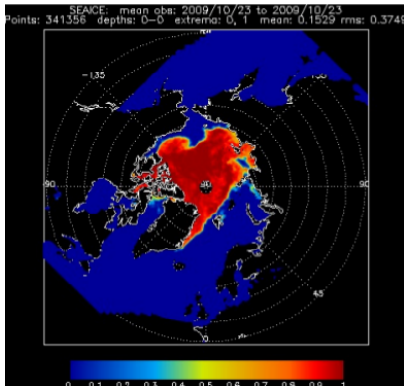 SEAICE: mean obs: 2009/10/23 to 2009/10/23
Points: 341356 depths: 0-0 extrema: 0, 1 mean: 0.1529 rms: 0.3749
-135
-90
90
45
0
0 0.1 0.2 0.3 0.4 0.5 0.6 0.7 0.8 0.9 1